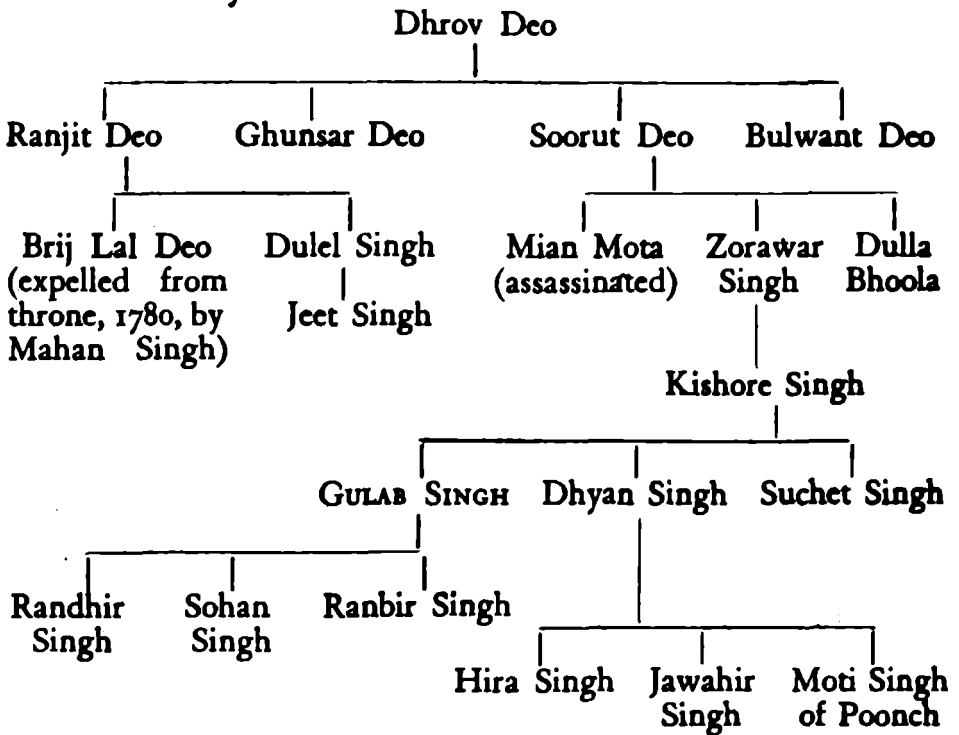 Dhrov Deo
Ranjit Deo Ghunsar Deo Soorut Deo Bulwant Deo
Brij Lal Deo Dulel Singh Mian Mota Zorawar Dulla
(expelled from (assassinated) Singh Bhoola
throne, 1780, by Jeet Singh
Mahan Singh)
Kishore Singh
GULAB SINGH Dhyan Singh Suchet Singh
Randhir Sohan Ranbir Singh
Singh Singh
Hira Singh Jawahir Moti Singh
Singh of Poonch